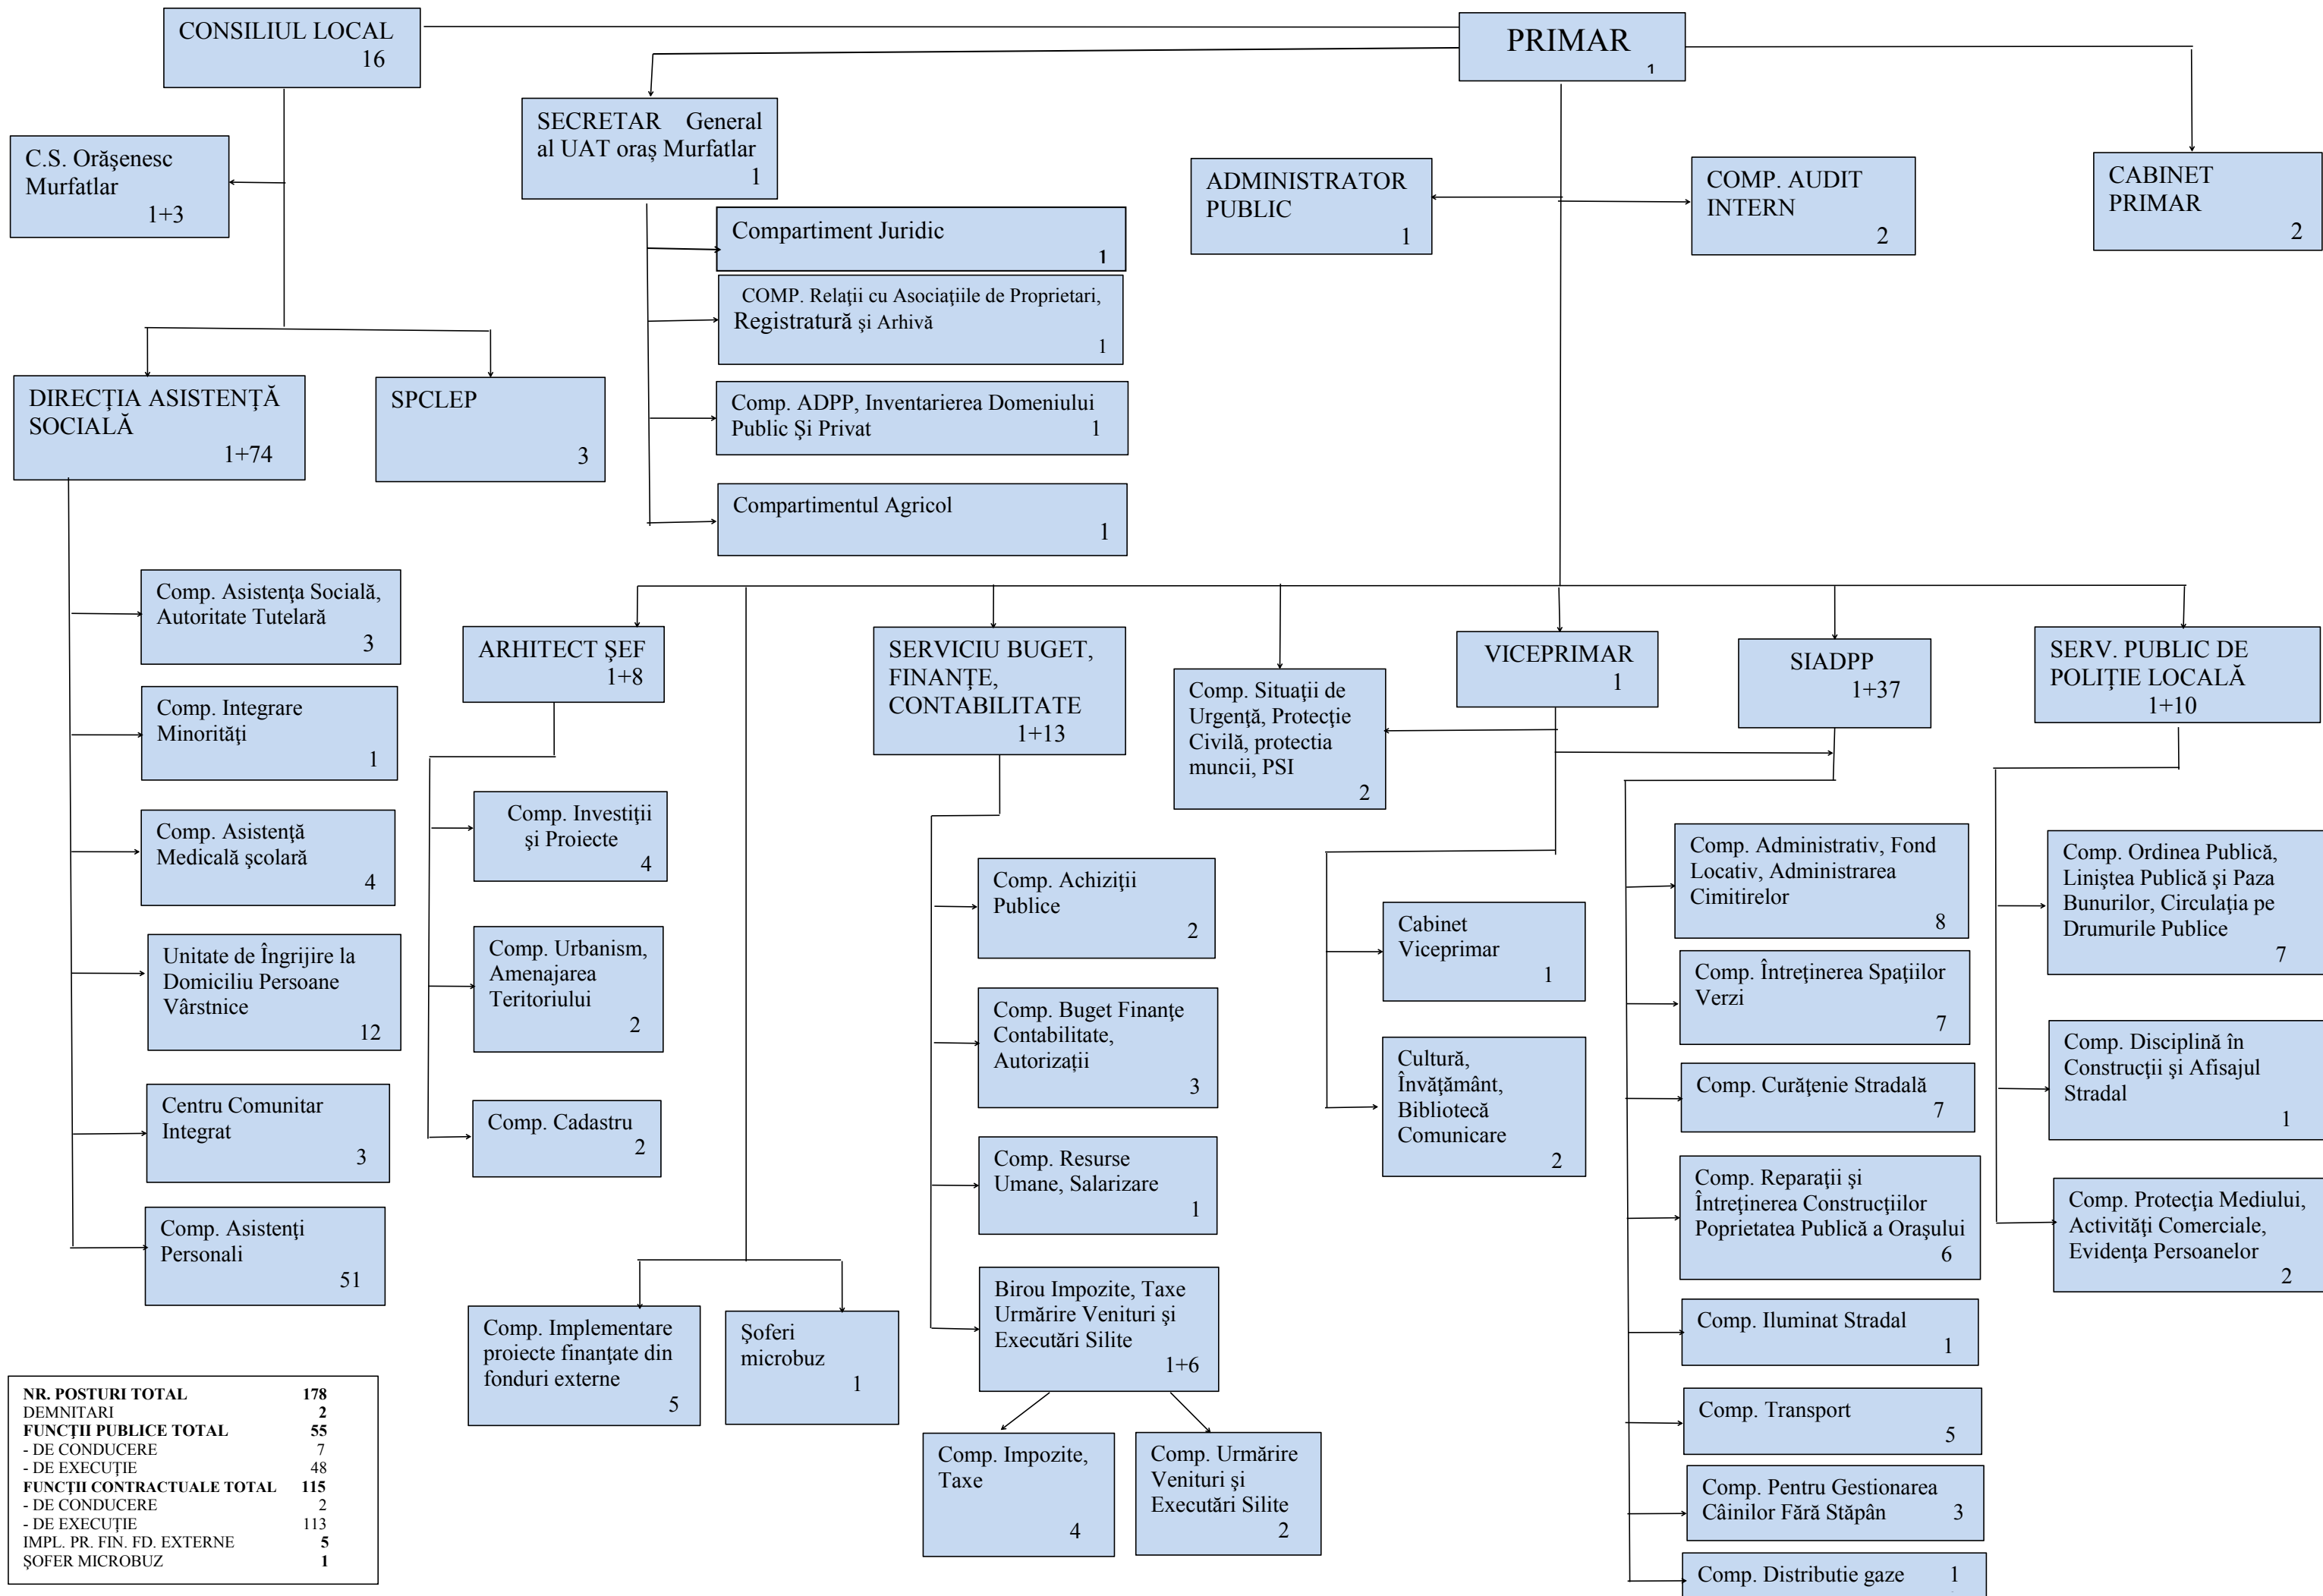 CONSILIUL LOCAL
16
PRIMAR
1
C.S. Orăşenesc
Murfatlar
1+3
SECRETAR General
al UAT oraș Murfatlar
1
ADMINISTRATOR
PUBLIC
1
COMP. AUDIT
INTERN
2
CABINET
PRIMAR
2
Compartiment Juridic
1
COMP. Relaţii cu Asociaţiile de Proprietari,
Registratură şi Arhivă
1
Comp. ADPP, Inventarierea Domeniului
Public Şi Privat 1
Compartimentul Agricol
1
DIRECŢIA ASISTENŢĂ
SOCIALĂ
1+74
SPCLEP
3
Comp. Asistenţa Socială,
Autoritate Tutelară
3
Comp. Integrare
Minorităţi
1
Comp. Asistenţă
Medicală şcolară
4
Unitate de Îngrijire la
Domiciliu Persoane
Vârstnice
12
Centru Comunitar
Integrat
3
Comp. Asistenţi
Personali
51
ARHITECT ŞEF
1+8
Comp. Investiţii
şi Proiecte
4
Comp. Urbanism,
Amenajarea
Teritoriului
2
Comp. Cadastru
2
Comp. Implementare
proiecte finanţate din
fonduri externe
5
Şoferi
microbuz
1
SERVICIU BUGET,
FINANŢE,
CONTABILITATE
1+13
Comp. Achiziţii
Publice
2
Comp. Buget Finanţe
Contabilitate,
Autorizații
3
Comp. Resurse
Umane, Salarizare
1
Birou Impozite, Taxe
Urmărire Venituri şi
Executări Silite
1+6
Comp. Impozite,
Taxe
4
Comp. Urmărire
Venituri şi
Executări Silite
2
Comp. Situaţii de
Urgenţă, Protecţie
Civilă, protectia
muncii, PSI
2
VICEPRIMAR
1
Cabinet
Viceprimar
1
Cultură,
Învăţământ,
Bibliotecă
Comunicare
2
SIADPP
1+37
Comp. Administrativ, Fond
Locativ, Administrarea
Cimitirelor
8
Comp. Întreţinerea Spaţiilor
Verzi
7
Comp. Curăţenie Stradală
7
Comp. Reparaţii şi
Întreţinerea Construcţiilor
Poprietatea Publică a Oraşului
6
Comp. Iluminat Stradal
1
Comp. Transport
5
Comp. Pentru Gestionarea
Câinilor Fără Stăpân 3
Comp. Distributie gaze 1
SERV. PUBLIC DE
POLIŢIE LOCALĂ
1+10
Comp. Ordinea Publică,
Liniştea Publică şi Paza
Bunurilor, Circulaţia pe
Drumurile Publice
7
Comp. Disciplină în
Construcţii şi Afisajul
Stradal
1
Comp. Protecţia Mediului,
Activităţi Comerciale,
Evidenţa Persoanelor
2
NR. POSTURI TOTAL 178
DEMNITARI 2
FUNCŢII PUBLICE TOTAL 55
- DE CONDUCERE 7
- DE EXECUŢIE 48
FUNCŢII CONTRACTUALE TOTAL 115
- DE CONDUCERE 2
- DE EXECUŢIE 113
IMPL. PR. FIN. FD. EXTERNE 5
ŞOFER MICROBUZ 1